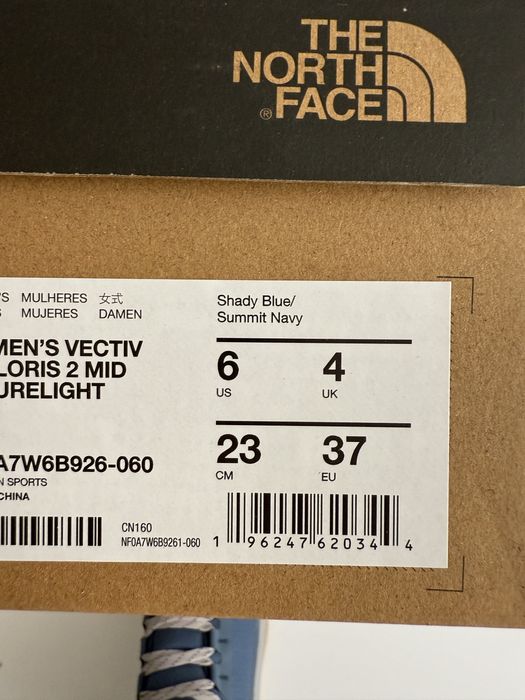 THE
NORTH
FACE
®
'S MULHERES 女式
S MUJERES DAMEN
MEN'S VECTIV
LORIS 2 MID
URELIGHT
A7W6B926-060
N SPORTS
CHINA
CN160
NF0A7W6B9261-060
Shady Blue/
Summit Navy
6 4
US UK
23 37
CM EU
1 96247 62034 4